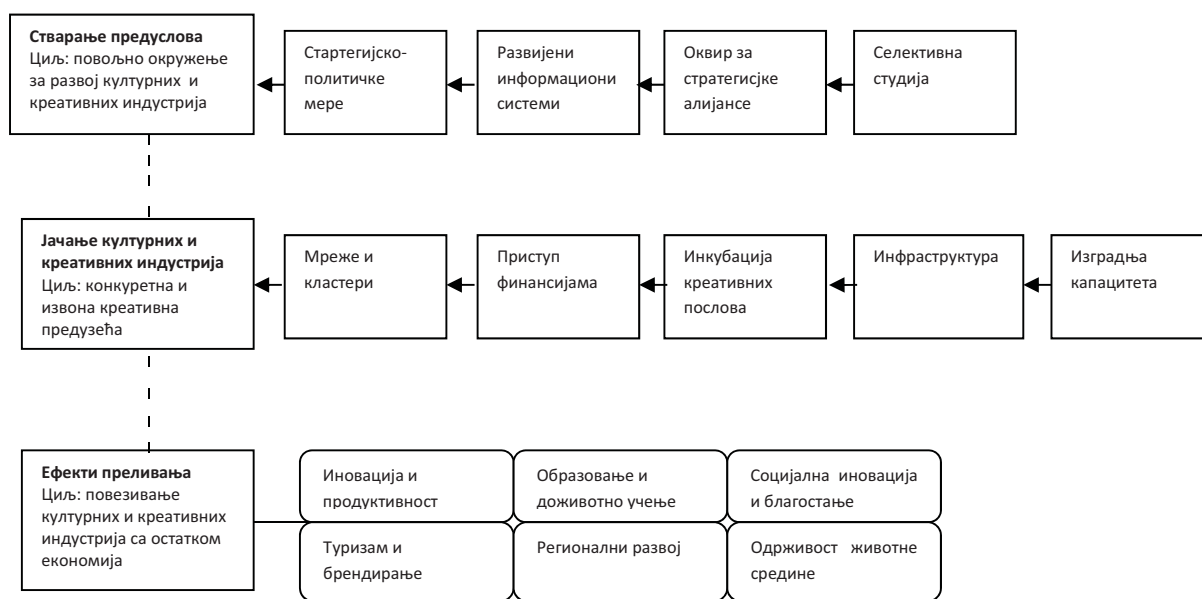 Стварање предуслова
Циљ: повољно окружење
за развој културних и
креативних индустрија
Стартегијско-
политичке
мере
Развијени
информациони
системи
Оквир за
стратегисјке
алијансе
Селективна
студија
Јачање културних и
креативних индустрија
Циљ: конкуретна и
извона креативна
предузећа
Мреже и
кластери
Приступ
финансијама
Инкубација
креативних
послова
Инфраструктура
Изградња
капацитета
Ефекти преливања
Циљ: повезивање
културних и креативних
индустрија са остатком
економија
Иновација и
продуктивност
Образовање и
доживотно учење
Социјална иновација
и благостање
Туризам и
брендирање
Регионални развој
Одрживост животне
средине